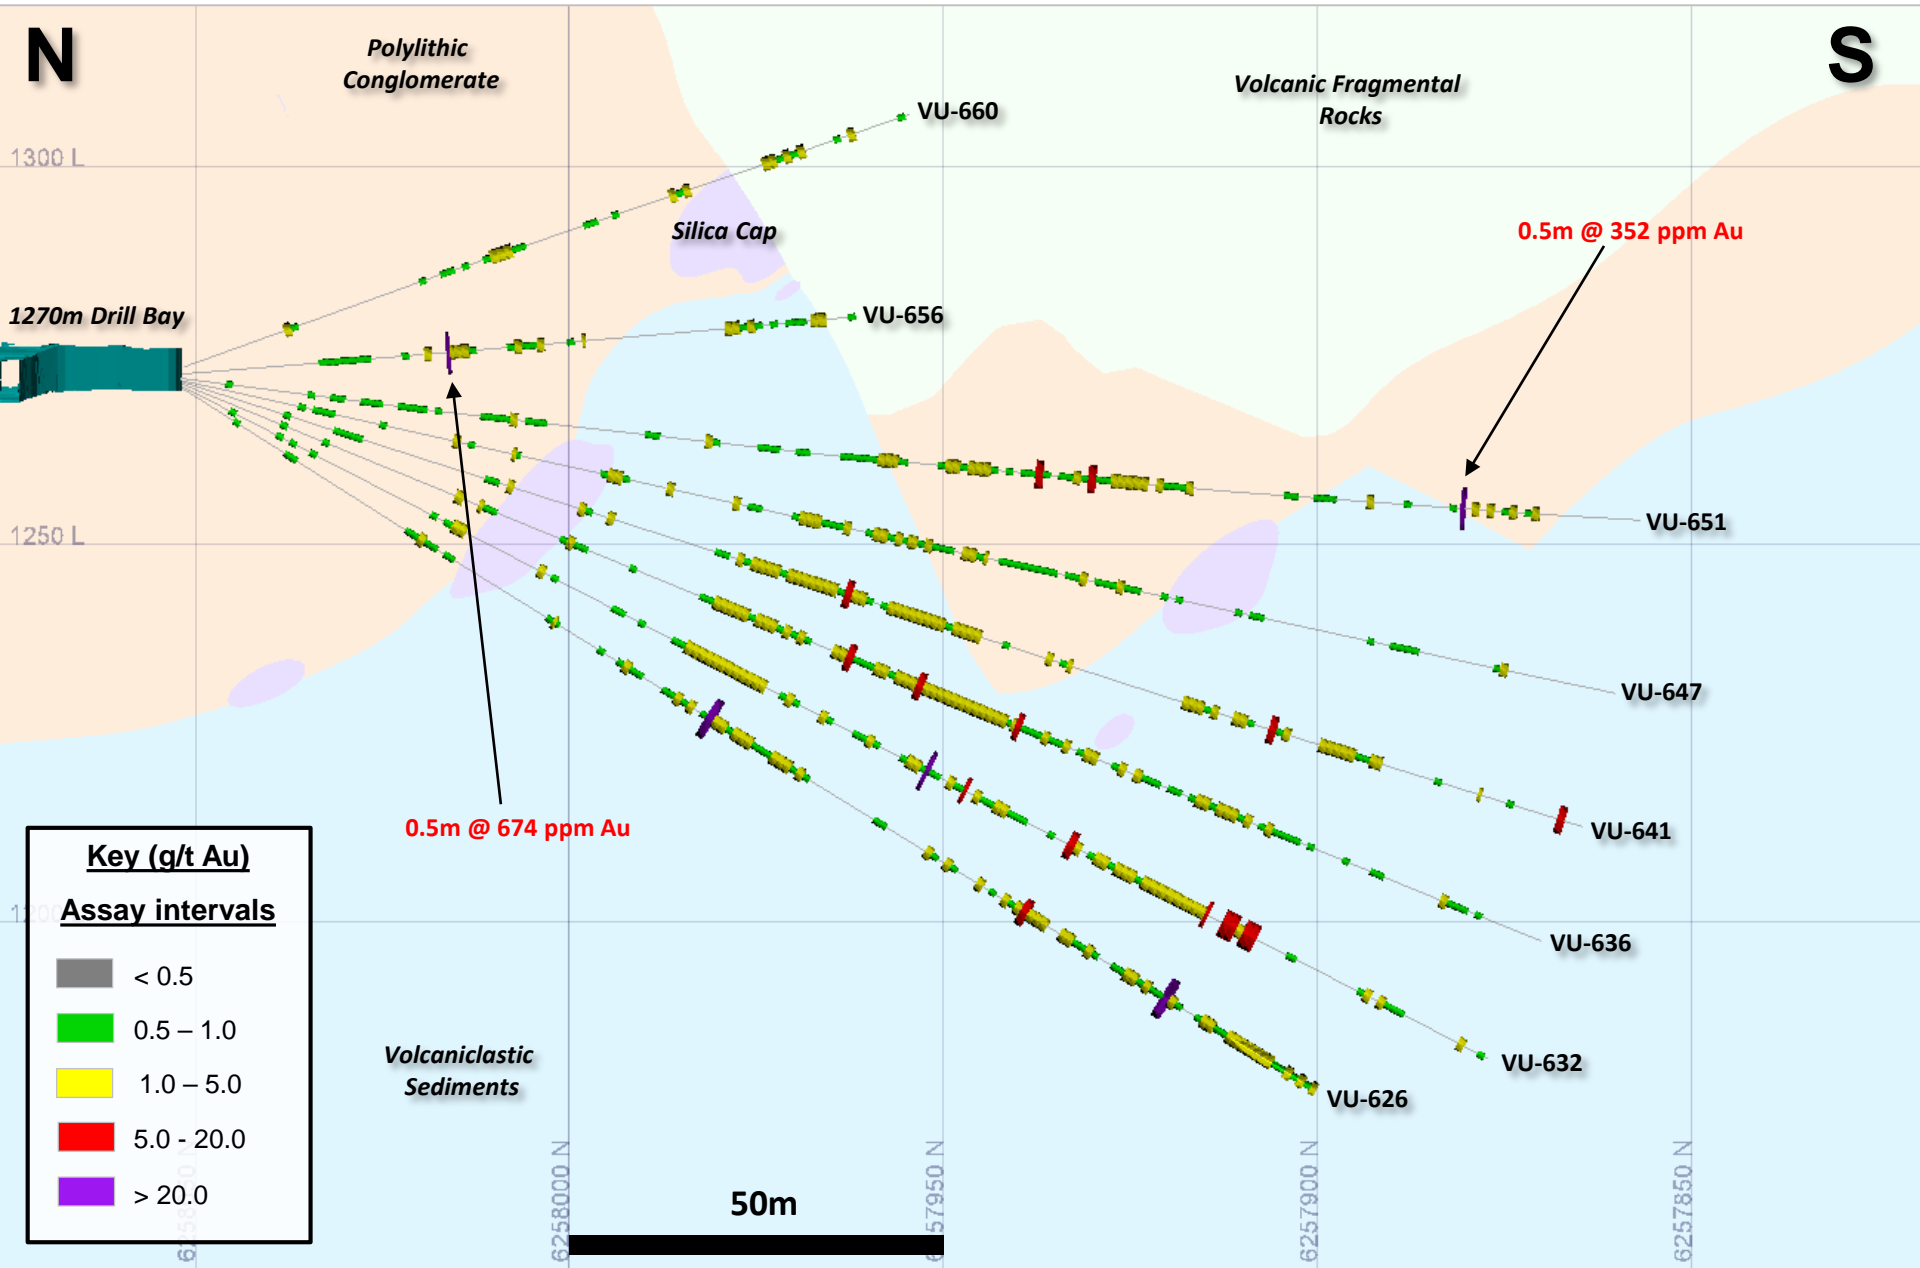 N
S
Polylithic
Conglomerate
Volcanic Fragmental
Rocks
VU-660
1300 L
Silica Cap
0.5m @ 352 ppm Au
1270m Drill Bay
VU-656
VU-651
1250 L
VU-647
0.5m @ 674 ppm Au
VU-641
Key (g/t Au)
Assay intervals
< 0.5
0.5 – 1.0
1.0 – 5.0
5.0 - 20.0
> 20.0
VU-636
Volcaniclastic
Sediments
VU-632
VU-626
6258000 N
6257950 N
6257900 N
6257850 N
50m